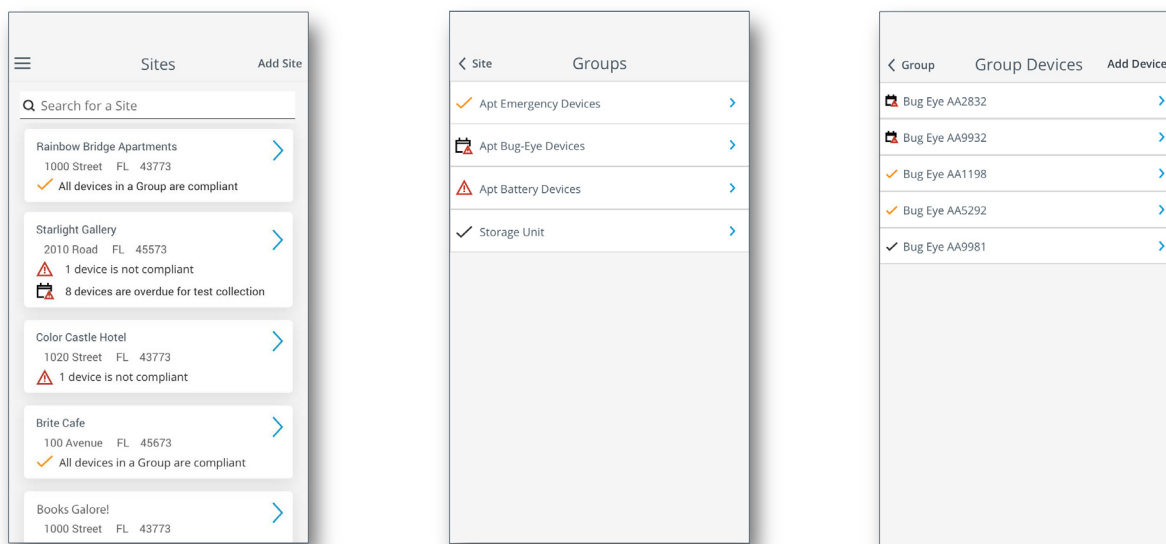 Sites
Add Site
Search for a Site
Rainbow Bridge Apartments
1000 Street FL 43773
All devices in a Group are compliant
Starlight Gallery
2010 Road FL 45573
1 device is not compliant
8 devices are overdue for test collection
Color Castle Hotel
1020 Street FL 43773
1 device is not compliant
Brite Cafe
100 Avenue FL 45673
All devices in a Group are compliant
Books Galore!
1000 Street FL 43773
Site
Groups
Apt Emergency Devices
Apt Bug-Eye Devices
Apt Battery Devices
Storage Unit
Group
Group Devices
Add Device
Bug Eye AA2832
Bug Eye AA9932
Bug Eye AA1198
Bug Eye AA5292
Bug Eye AA9981